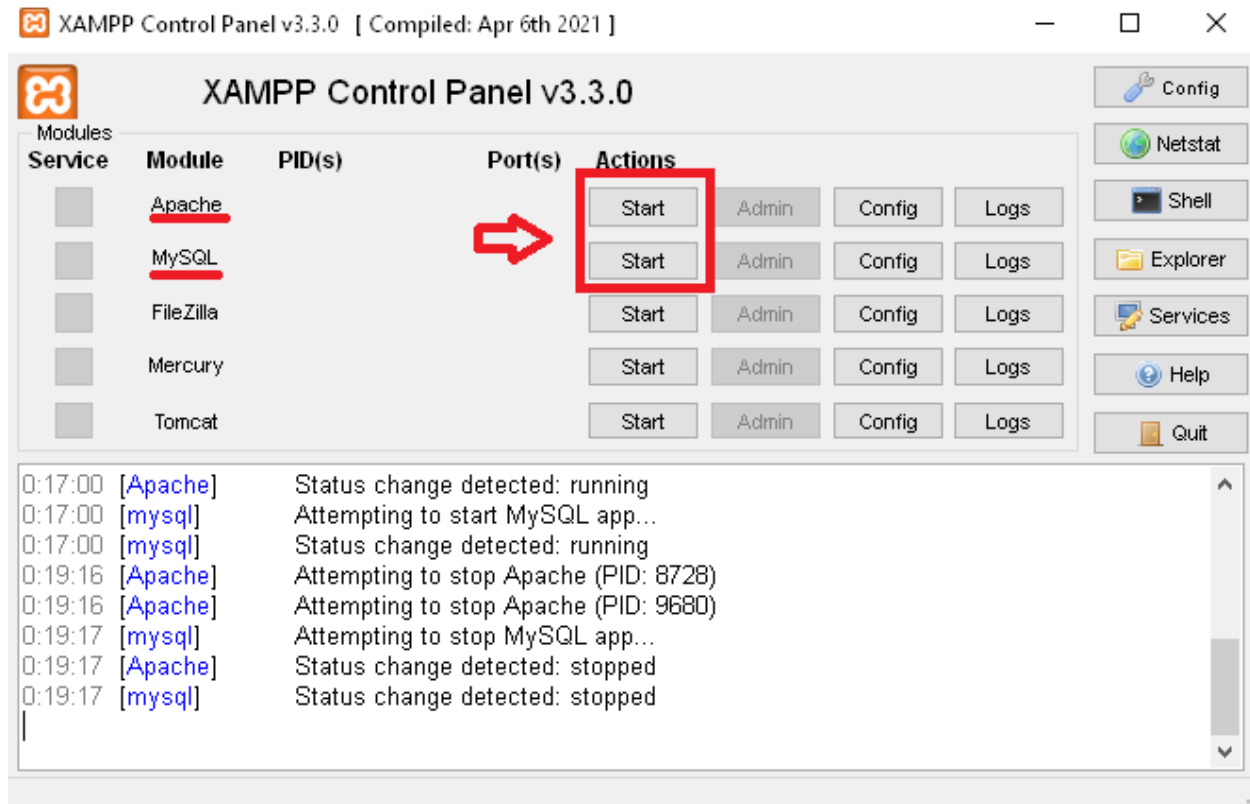 XAMPP Control Panel v3.3.0 [ Compiled: Apr 6th 2021 ]
XAMPP Control Panel v3.3.0
Config
Modules
Service Module PID(s) Port(s) Actions
Netstat
Apache Start Admin Config Logs
Shell
MySQL Start Admin Config Logs
Explorer
FileZilla Start Admin Config Logs
Services
Mercury Start Admin Config Logs
Help
Tomcat Start Admin Config Logs
Quit
0:17:00 [Apache] Status change detected: running
0:17:00 [mysql] Attempting to start MySQL app...
0:17:00 [mysql] Status change detected: running
0:19:16 [Apache] Attempting to stop Apache (PID: 8728)
0:19:16 [Apache] Attempting to stop Apache (PID: 9680)
0:19:17 [mysql] Attempting to stop MySQL app...
0:19:17 [Apache] Status change detected: stopped
0:19:17 [mysql] Status change detected: stopped